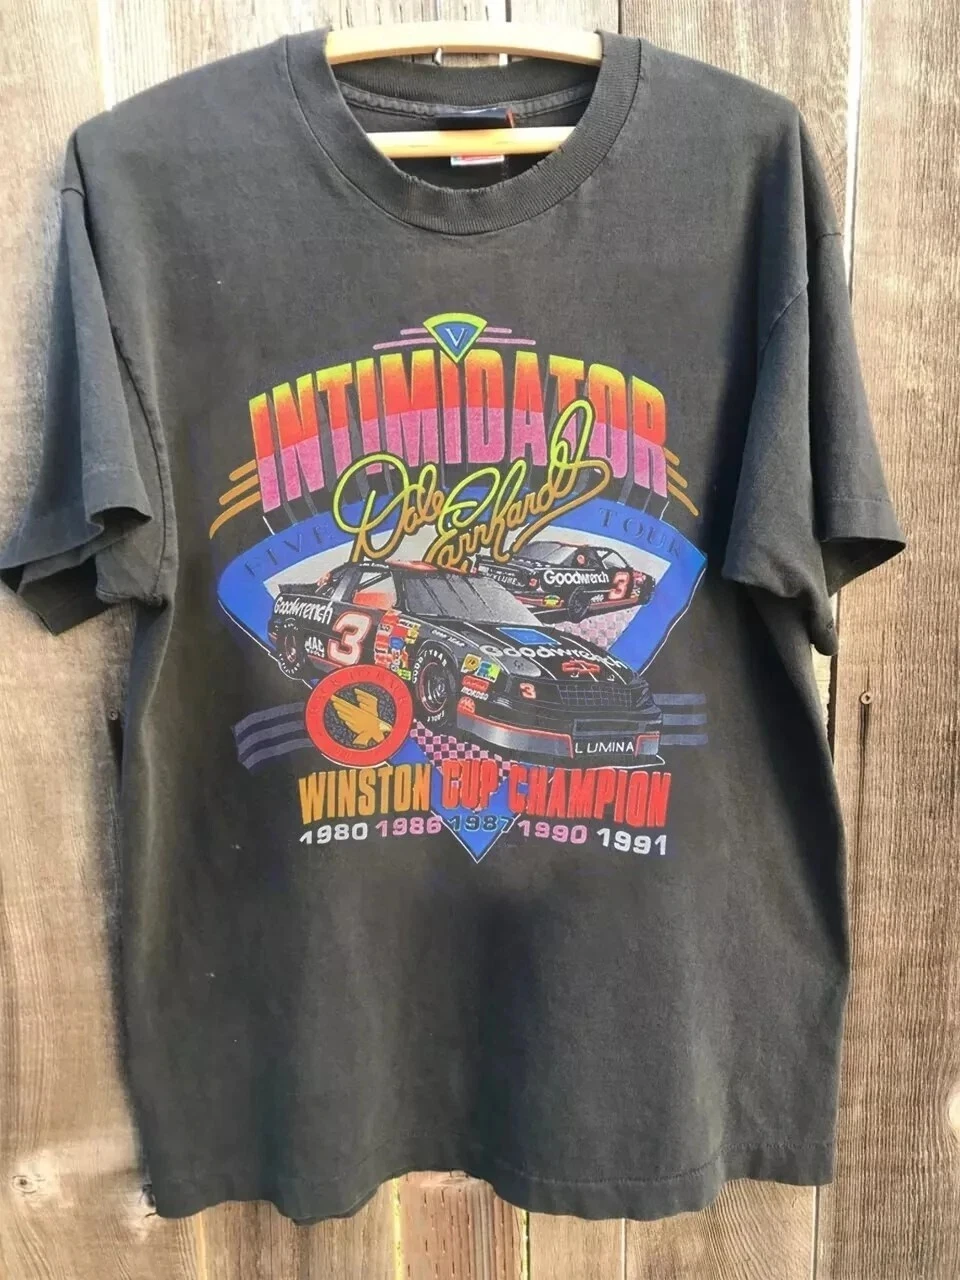 V
INTIMIDATOR
Dale Earnhardt
FIVE TOUR
Goodwrench
3
Goodwrench
3
Goodwrench
3
LUMINA
WINSTON CUP CHAMPION
1980 1986 1987 1990 1991